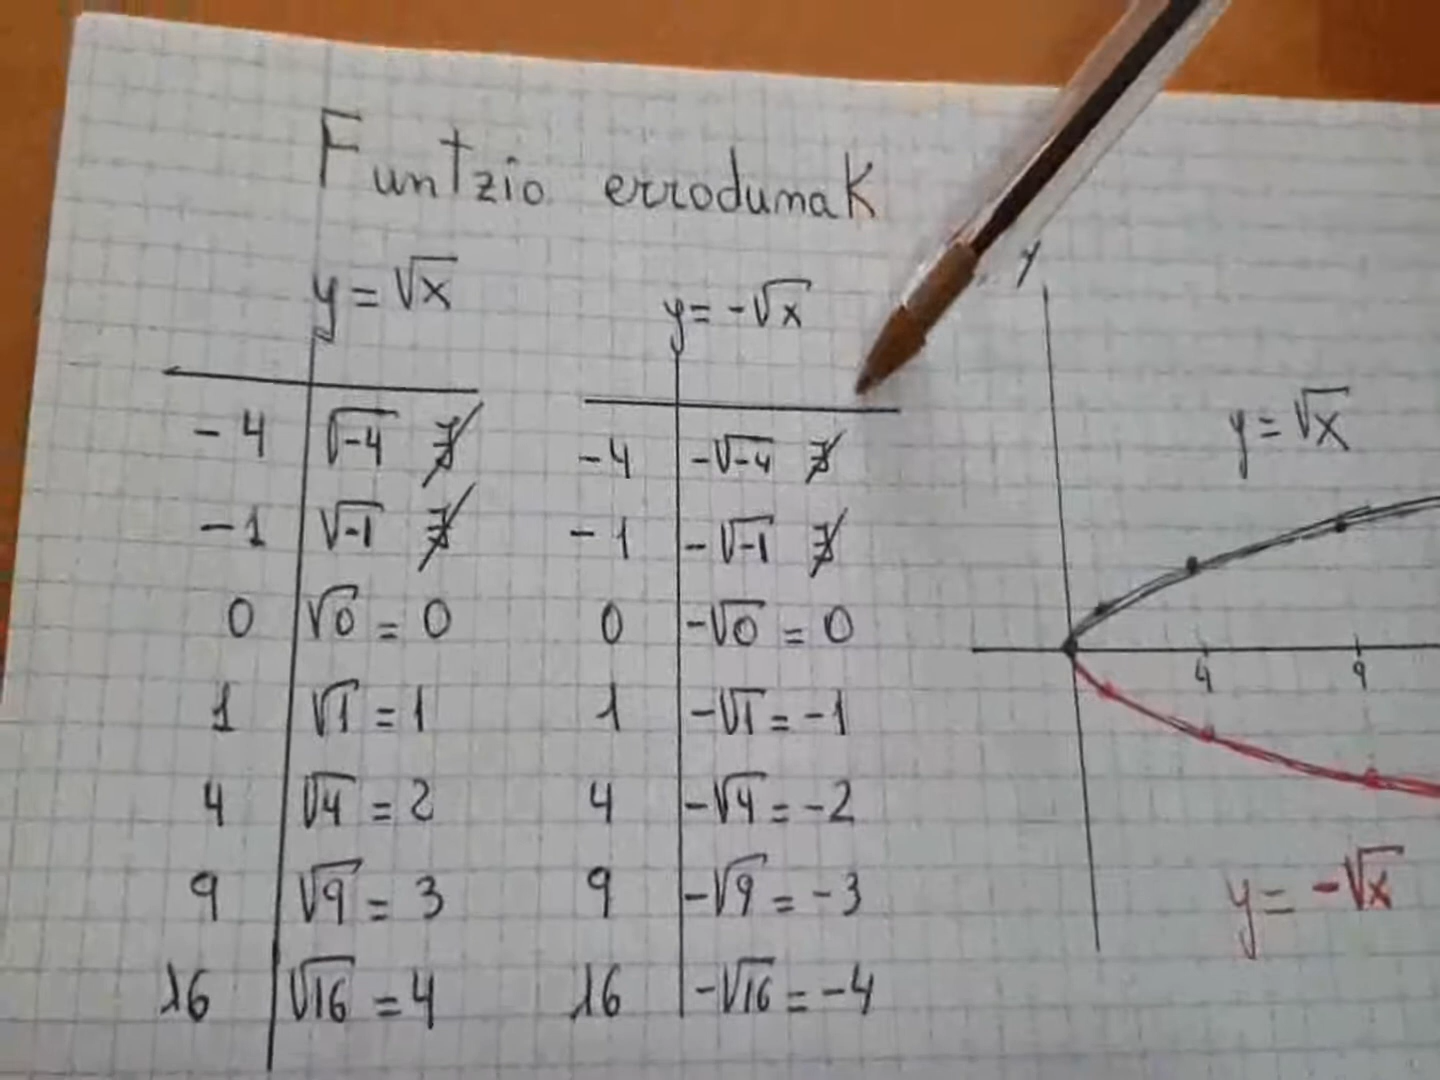 Funtzio errodunak
y = √x
-4 √-4 ∄
-1 √-1 ∄
0 √0 = 0
1 √1 = 1
4 √4 = 2
9 √9 = 3
16 √16 = 4
y = -√x
-4 -√-4 ∄
-1 -√-1 ∄
0 -√0 = 0
1 -√1 = -1
4 -√4 = -2
9 -√9 = -3
16 -√16 = -4
y
y = √x
4 9
y = -√x